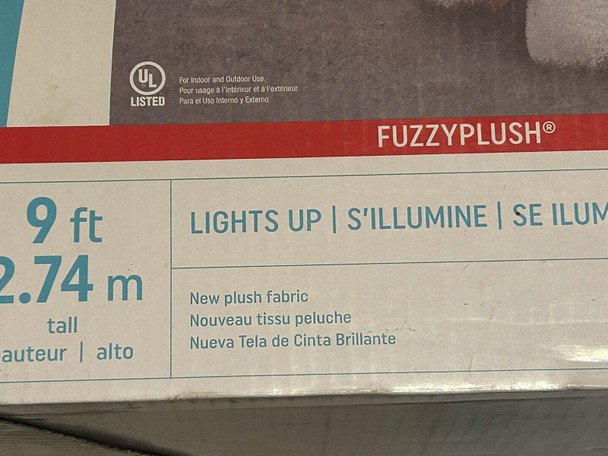 UL
LISTED
For Indoor and Outdoor Use.
Pour usage à l'intérieur et à l'extérieur.
Para el Uso Interno y Externo.
FUZZYPLUSH®
9 ft
2.74 m
tall
auteur | alto
LIGHTS UP | S'ILLUMINE | SE ILUM
New plush fabric
Nouveau tissu peluche
Nueva Tela de Cinta Brillante